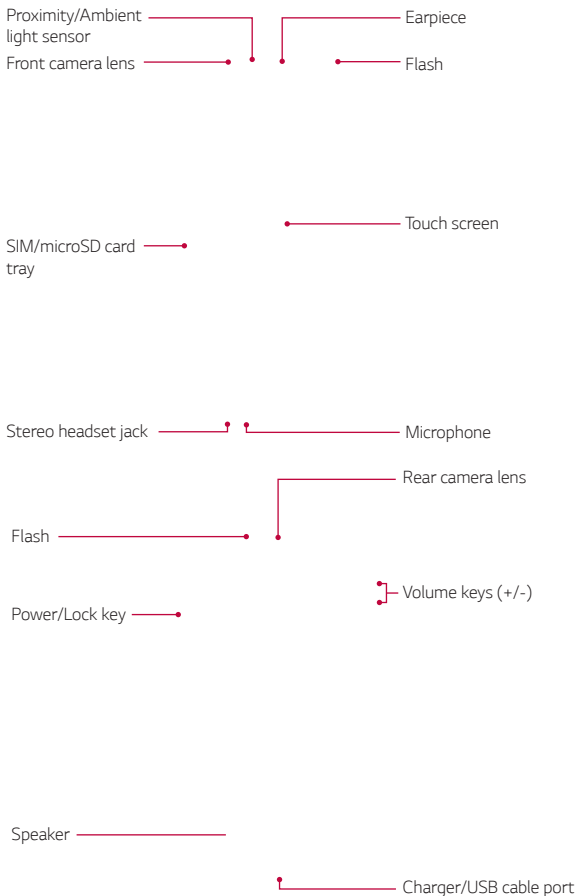 Proximity/Ambient
light sensor
Earpiece
Front camera lens
Flash
Touch screen
SIM/microSD card
tray
Stereo headset jack
Microphone
Rear camera lens
Flash
Volume keys (+/-)
Power/Lock key
Speaker
Charger/USB cable port